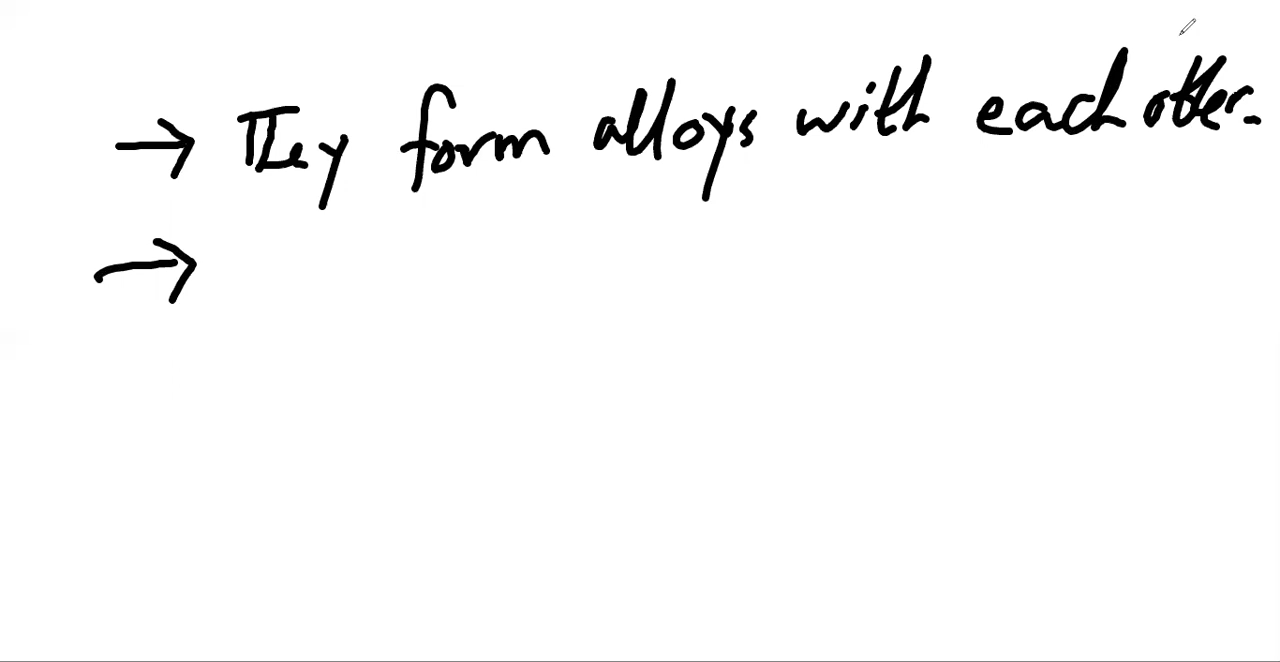 → They form alloys with each other.
→